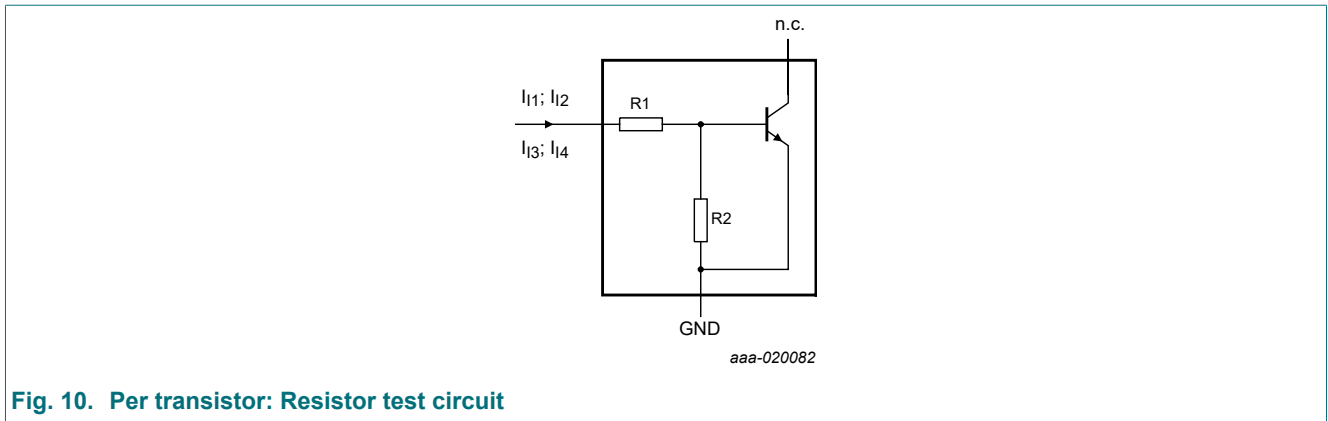 n.c.
II1; II2
R1
II3; II4
R2
GND
aaa-020082
Fig. 10. Per transistor: Resistor test circuit